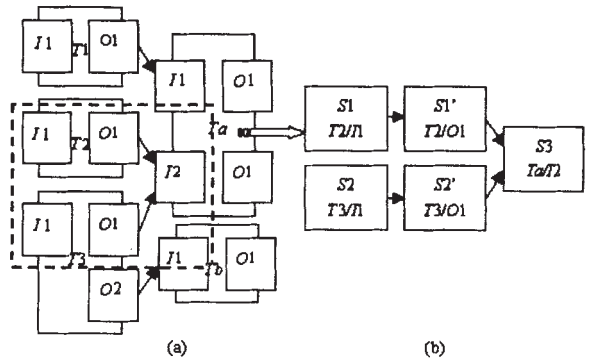 I1 T1 O1
I1 O1
I1 T2 O1
Ta
I2 O1
I1 O1
T3
O2
I1 Tb O1
S1
T2/I1
S1'
T2/O1
S2
T3/I1
S2'
T3/O1
S3
Ta/T2
(a) (b)